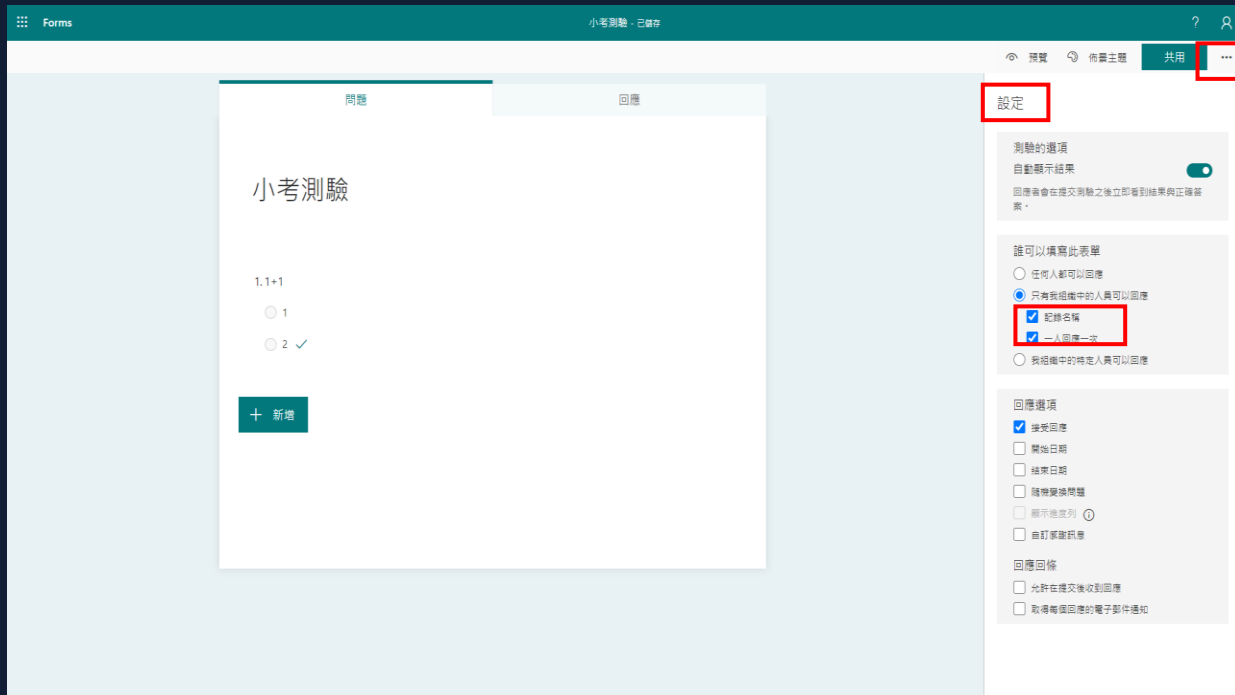 Forms
小考測驗 - 已儲存
?
預覽
佈景主題
共用
...
問題
回應
設定
測驗的選項
自動顯示結果
回應者會在提交測驗之後立即看到結果與正確答
案。
小考測驗
誰可以填寫此表單
任何人都可以回應
1. 1+1
只有我組織中的人員可以回應
1
記錄名稱
2
一人回應一次
我組織中的特定人員可以回應
+ 新增
回應選項
接受回應
開始日期
結束日期
隨機變換問題
顯示進度列
自訂感謝訊息
回應回條
允許在提交後收到回應
取得每個回應的電子郵件通知